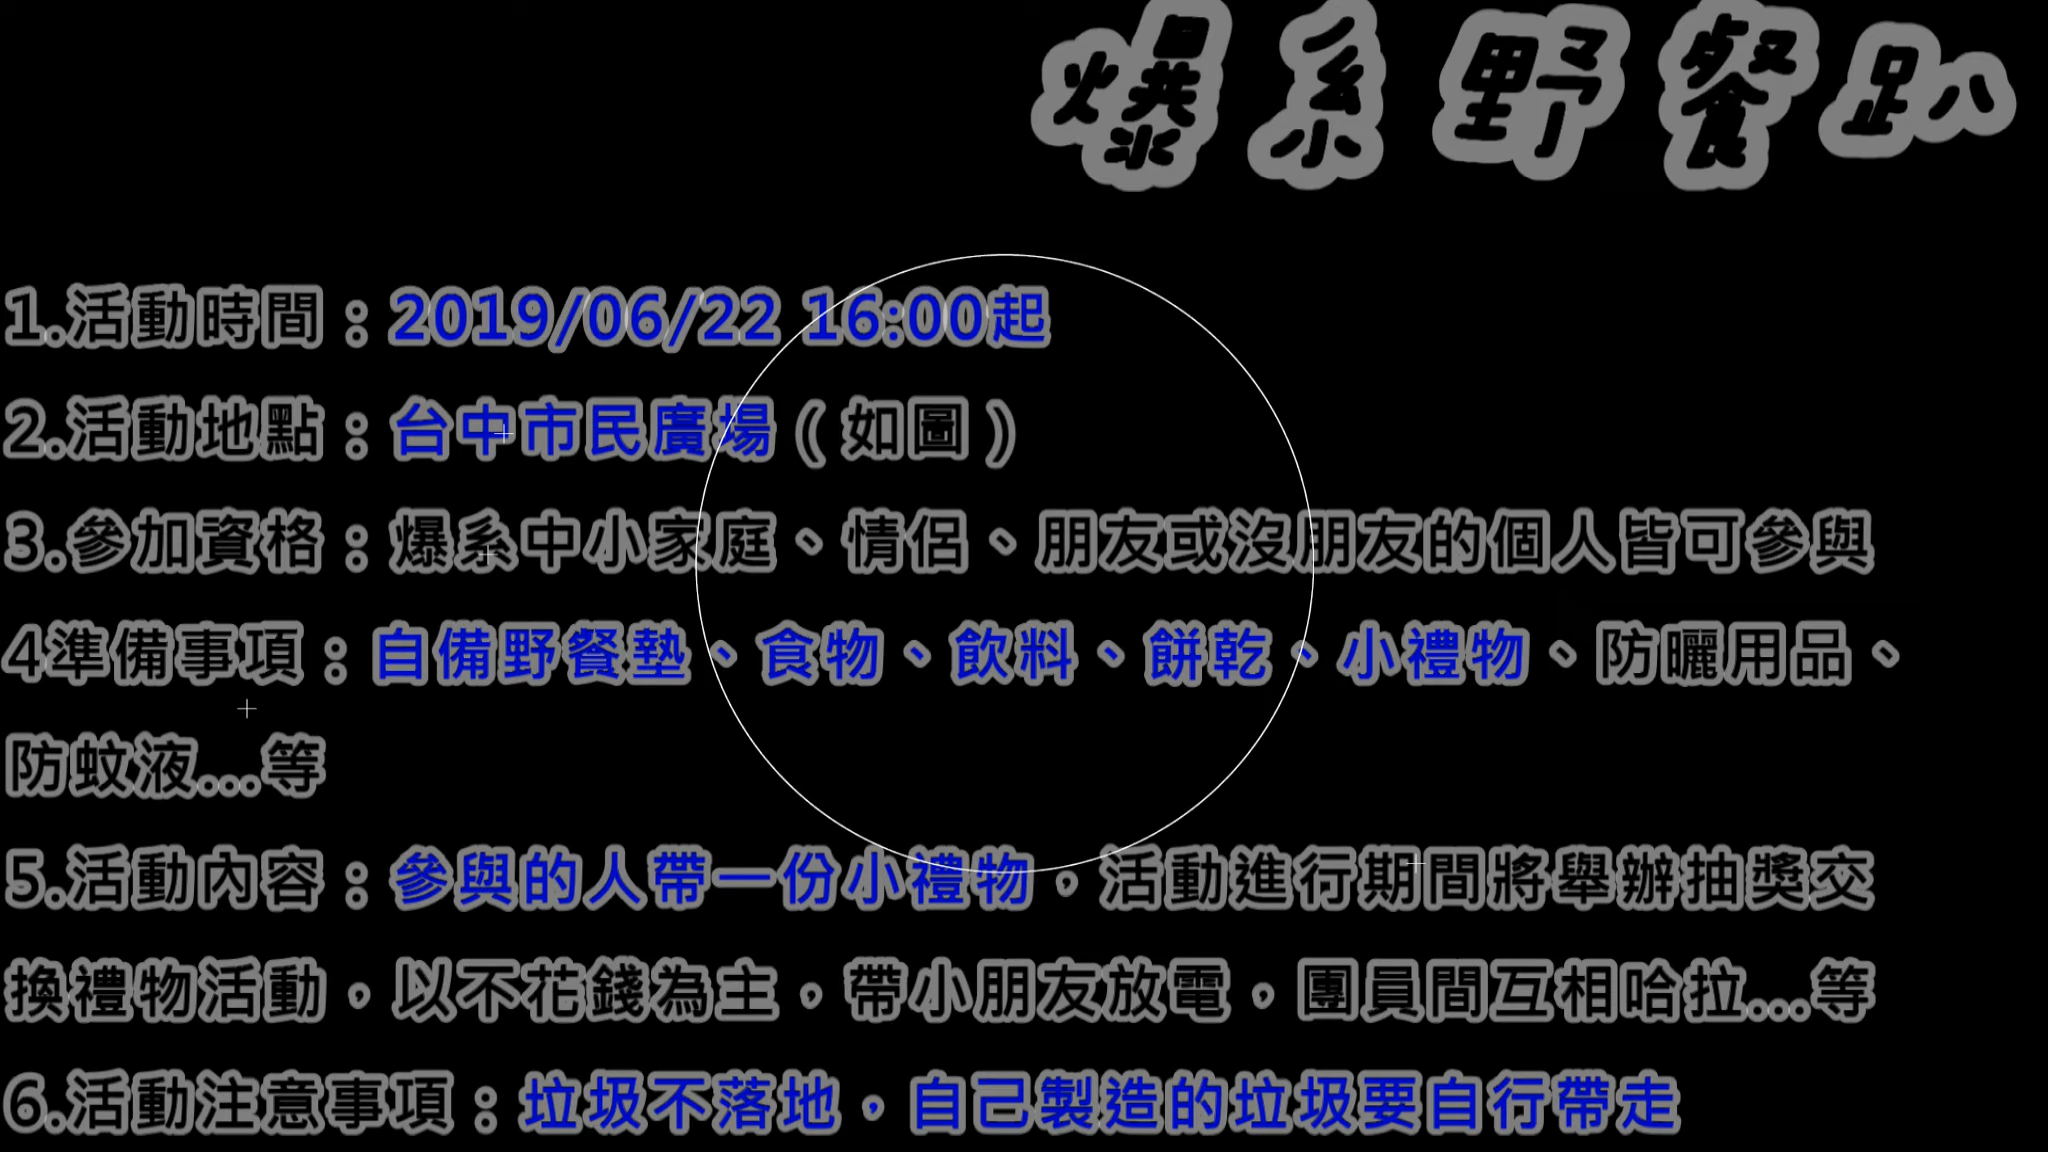 爆系野餐趴
1.活動時間：2019/06/22 16:00起
2.活動地點：台中市民廣場（如圖）
3.參加資格：爆系中小家庭、情侶、朋友或沒朋友的個人皆可參與
4準備事項：自備野餐墊、食物、飲料、餅乾、小禮物、防曬用品、
防蚊液...等
5.活動內容：參與的人帶一份小禮物，活動進行期間將舉辦抽獎交
換禮物活動，以不花錢為主，帶小朋友放電，團員間互相哈拉...等
6.活動注意事項：垃圾不落地，自己製造的垃圾要自行帶走